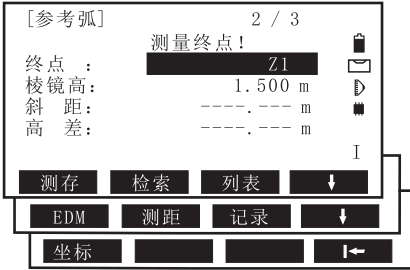 [参考弧] 2 / 3
测量终点!
终点 : Z1
棱镜高: 1.500 m
斜 距: ----.--- m
高 差: ----.--- m
I
测存 检索 列表 ↓
EDM 测距 记录 ↓
坐标 |←